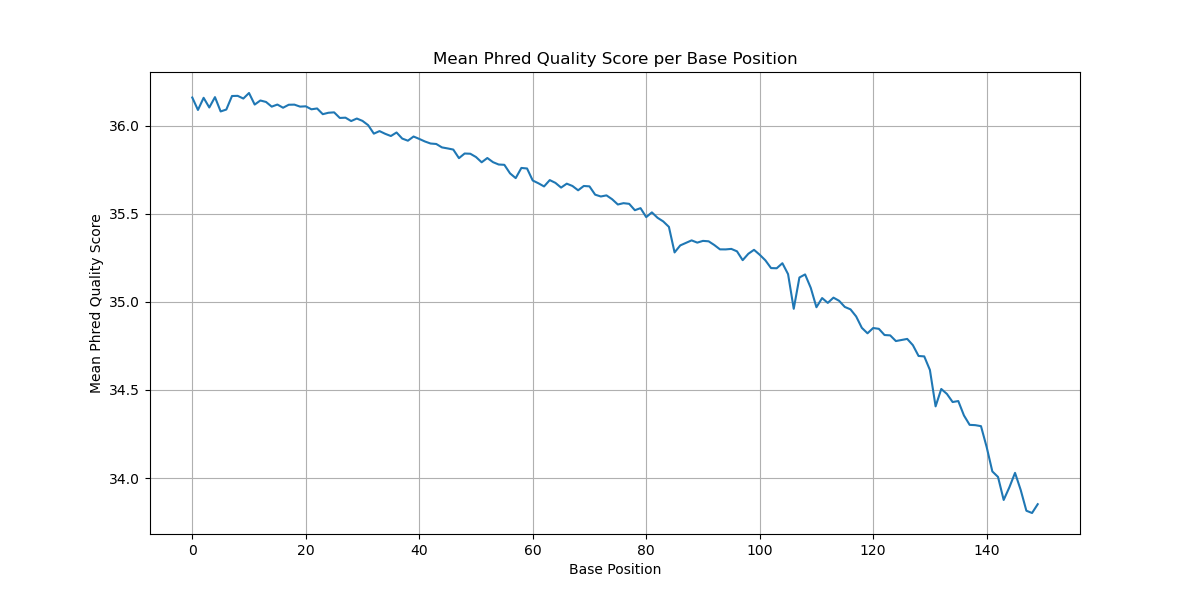 Mean Phred Quality Score per Base Position
Mean Phred Quality Score
36.0
35.5
35.0
34.5
34.0
0 20 40 60 80 100 120 140
Base Position